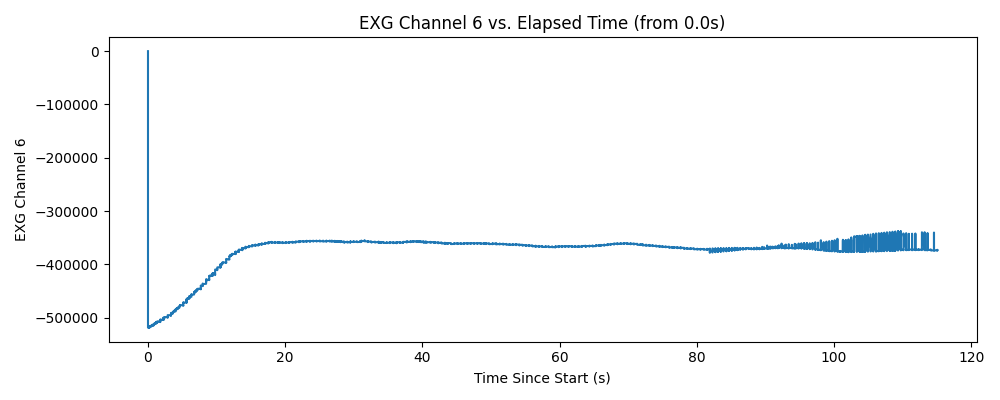 EXG Channel 6 vs. Elapsed Time (from 0.0s)
0
−100000
−200000
−300000
−400000
−500000
EXG Channel 6
0 20 40 60 80 100 120
Time Since Start (s)